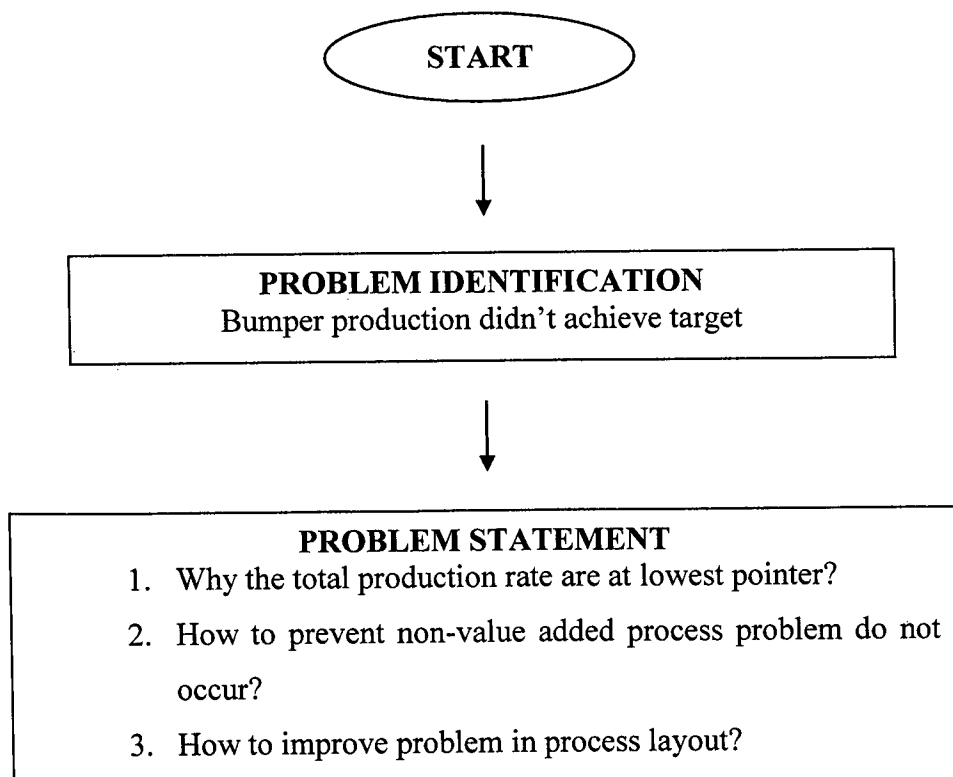 START
PROBLEM IDENTIFICATION
Bumper production didn't achieve target
PROBLEM STATEMENT
1. Why the total production rate are at lowest pointer?
2. How to prevent non-value added process problem do not
occur?
3. How to improve problem in process layout?